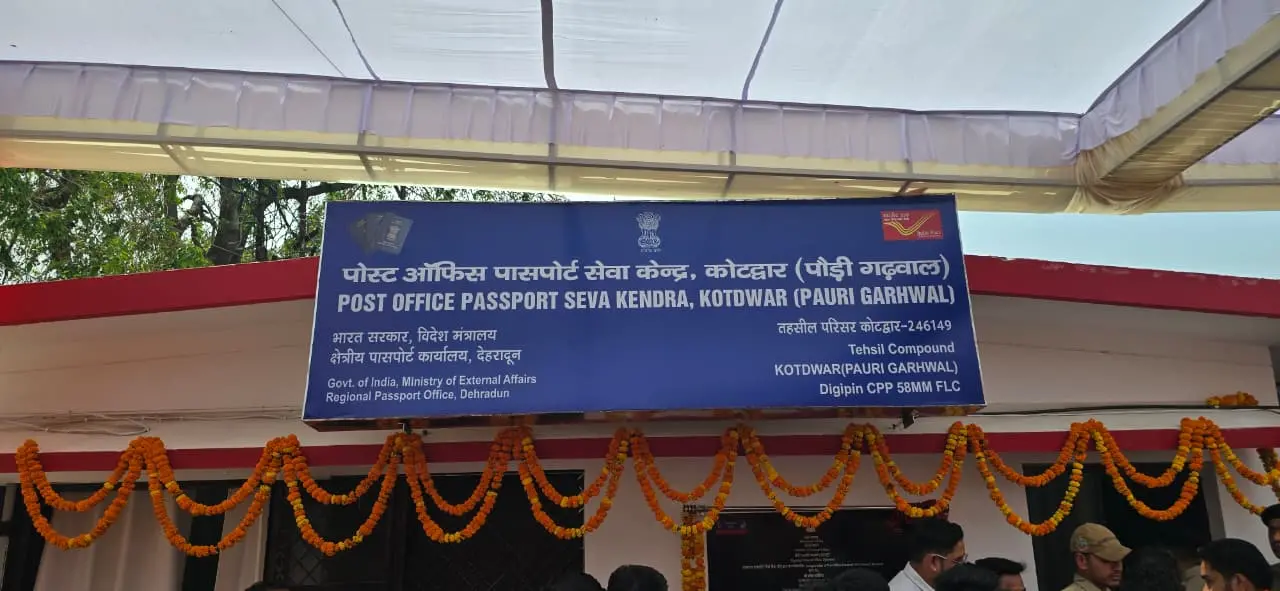 पोस्ट ऑफिस पासपोर्ट सेवा केन्द्र, कोटद्वार (पौड़ी गढ़वाल)
POST OFFICE PASSPORT SEVA KENDRA, KOTDWAR (PAURI GARHWAL)
भारत सरकार, विदेश मंत्रालय
क्षेत्रीय पासपोर्ट कार्यालय, देहरादून
Govt. of India, Ministry of External Affairs
Regional Passport Office, Dehradun
तहसील परिसर कोटद्वार-246149
Tehsil Compound
KOTDWAR(PAURI GARHWAL)
Digipin CPP 58MM FLC